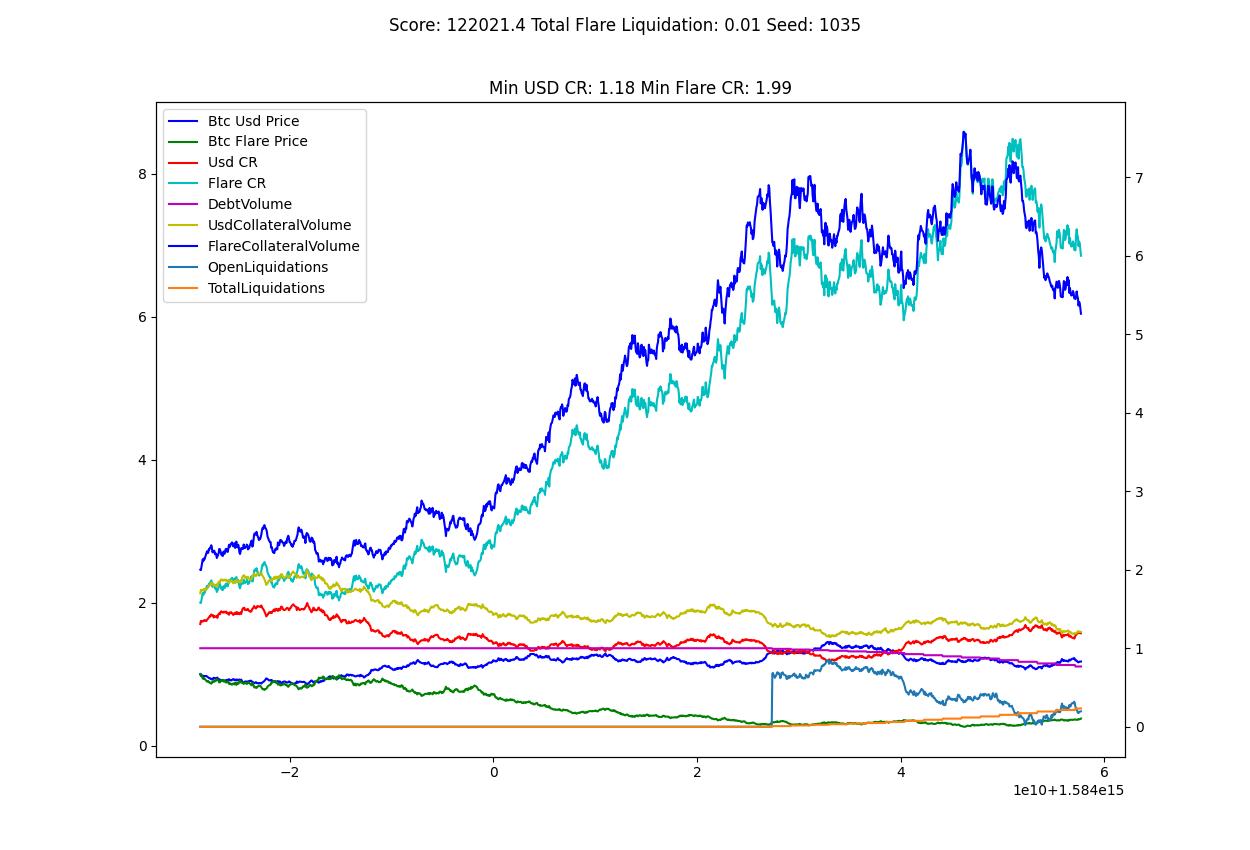 Score: 122021.4 Total Flare Liquidation: 0.01 Seed: 1035
Min USD CR: 1.18 Min Flare CR: 1.99
Btc Usd Price
Btc Flare Price
Usd CR
Flare CR
DebtVolume
UsdCollateralVolume
FlareCollateralVolume
OpenLiquidations
TotalLiquidations
8
6
4
2
0
7
6
5
4
3
2
1
0
−2 0 2 4 6
1e10+1.584e15